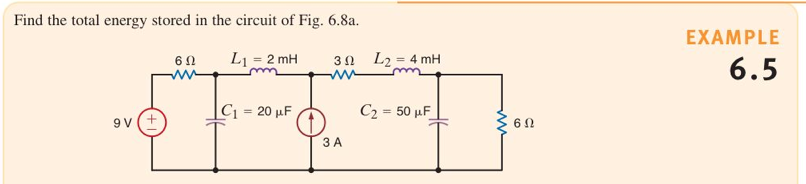 Find the total energy stored in the circuit of Fig. 6.8a.
EXAMPLE
6.5
6 Ω L₁ = 2 mH 3 Ω L₂ = 4 mH
C₁ = 20 μF C₂ = 50 μF
9 V + 6 Ω
3 A